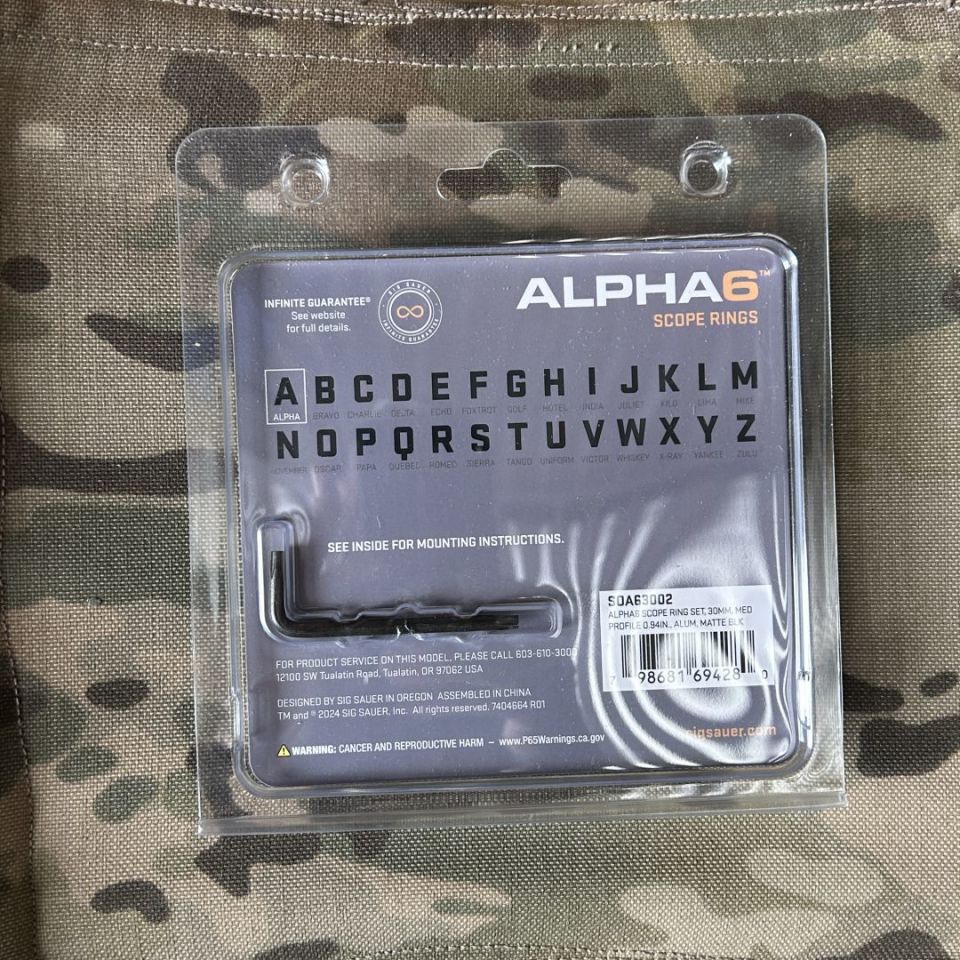 INFINITE GUARANTEE®
See website
for full details.
SIG SAUER
INFINITE GUARANTEE
ALPHA6™
SCOPE RINGS
A B C D E F G H I J K L M
ALPHA BRAVO CHARLIE DELTA ECHO FOXTROT GOLF HOTEL INDIA JULIET KILO LIMA MIKE
N O P Q R S T U V W X Y Z
NOVEMBER OSCAR PAPA QUEBEC ROMEO SIERRA TANGO UNIFORM VICTOR WHISKEY X-RAY YANKEE ZULU
SEE INSIDE FOR MOUNTING INSTRUCTIONS.
SOA63002
ALPHA6 SCOPE RING SET, 30MM, MED
PROFILE 0.94IN., ALUM, MATTE BLK
7 98681 69428 0
FOR PRODUCT SERVICE ON THIS MODEL, PLEASE CALL 603-610-3000
12100 SW Tualatin Road, Tualatin, OR 97062 USA
DESIGNED BY SIG SAUER IN OREGON ASSEMBLED IN CHINA
TM and ® 2024 SIG SAUER, Inc. All rights reserved. 7404664 R01
WARNING: CANCER AND REPRODUCTIVE HARM – www.P65Warnings.ca.gov
sigsauer.com